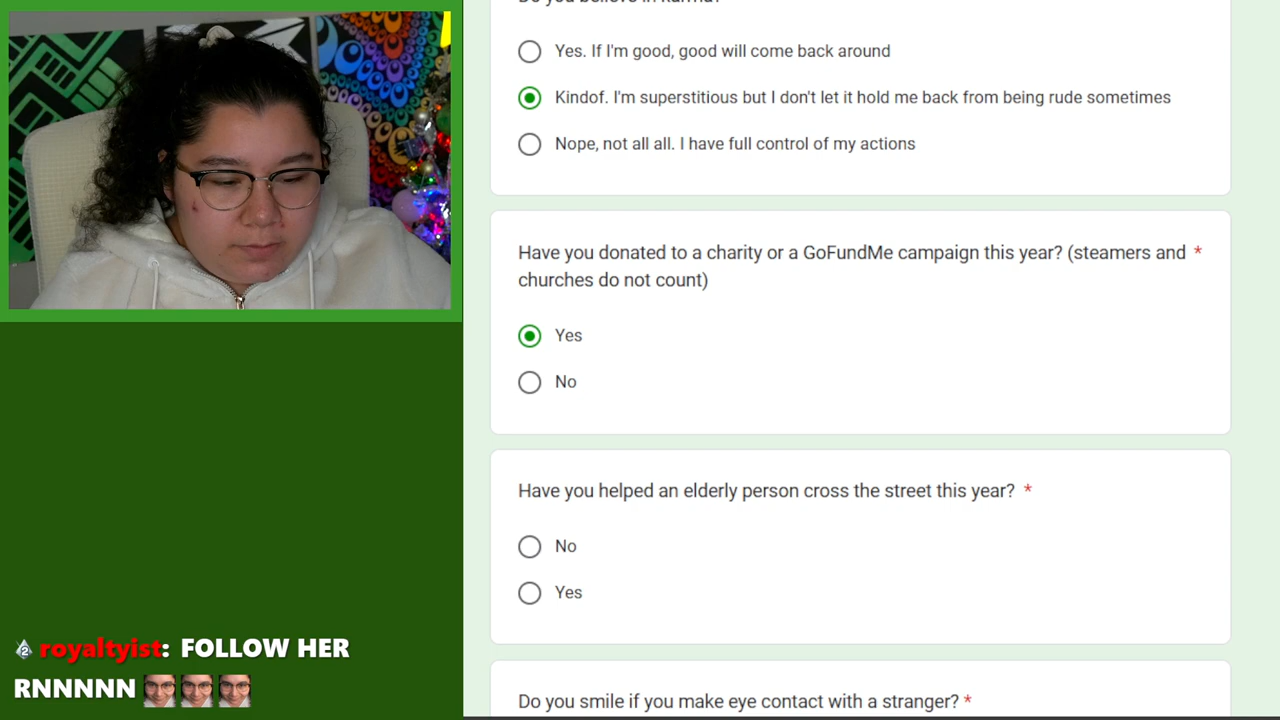 Yes. If I'm good, good will come back around
Kindof. I'm superstitious but I don't let it hold me back from being rude sometimes
Nope, not all all. I have full control of my actions
Have you donated to a charity or a GoFundMe campaign this year? (steamers and *
churches do not count)
Yes
No
Have you helped an elderly person cross the street this year? *
No
Yes
Do you smile if you make eye contact with a stranger? *
2 royaltyist: FOLLOW HER
RNNNNN